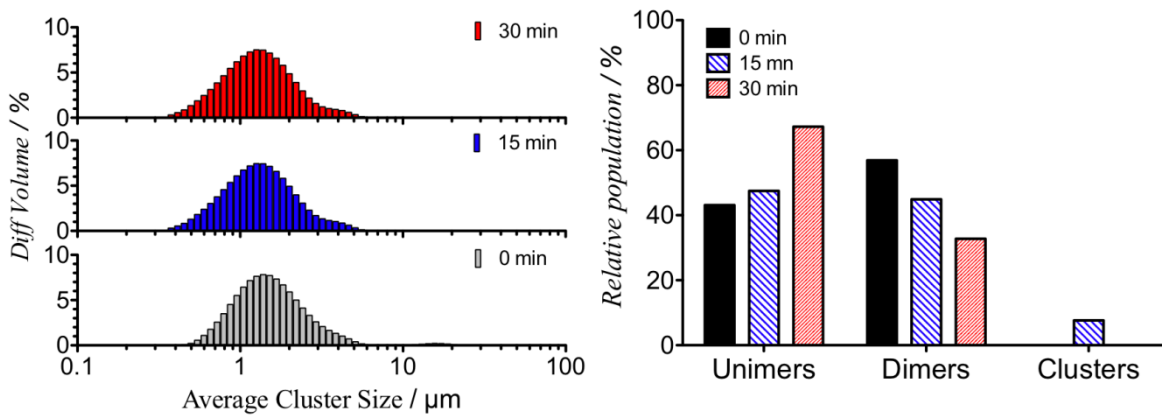 10
5
0
30 min
10
5
0
15 min
10
5
0
0 min
Diff Volume / %
0.1 1 10 100
Average Cluster Size / µm
100
80
60
40
20
0
Relative population / %
0 min
15 mn
30 min
Unimers Dimers Clusters